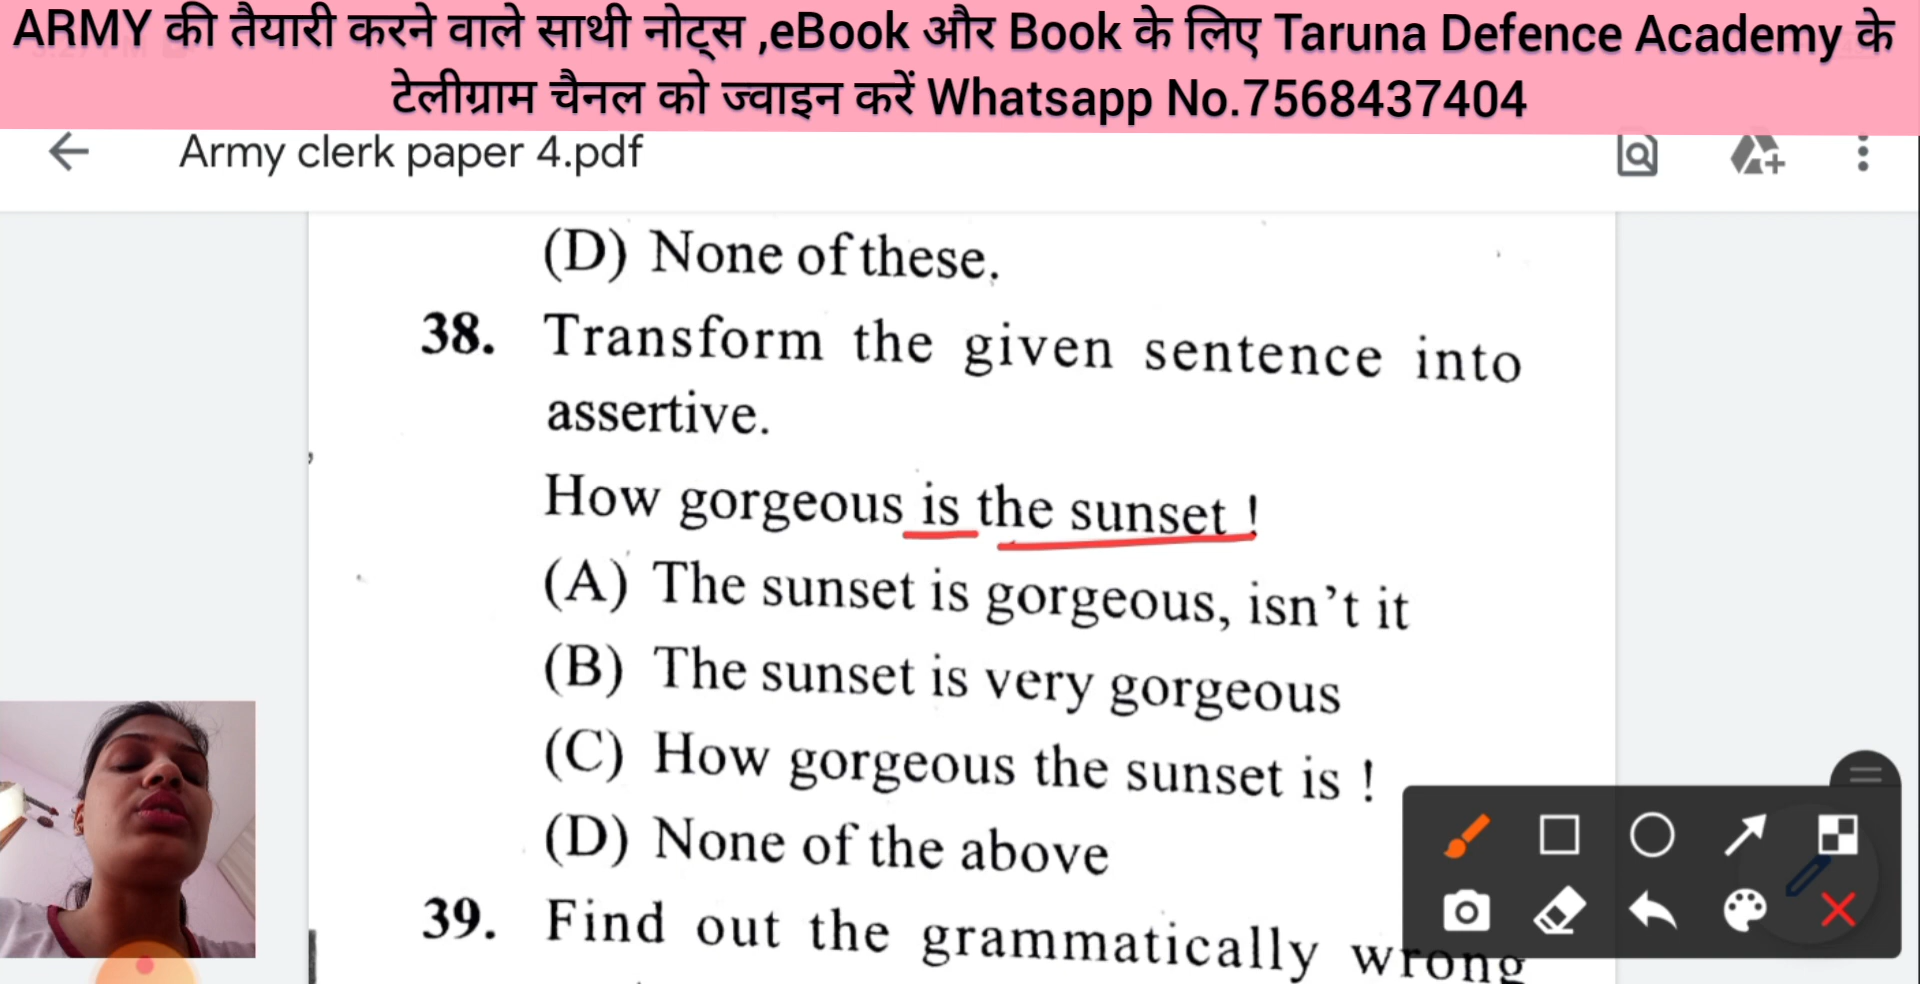 ARMY की तैयारी करने वाले साथी नोट्स ,eBook और Book के लिए Taruna Defence Academy के
टेलीग्राम चैनल को ज्वाइन करें Whatsapp No.7568437404
Army clerk paper 4.pdf
(D) None of these.
38. Transform the given sentence into
assertive.
How gorgeous is the sunset !
(A) The sunset is gorgeous, isn’t it
(B) The sunset is very gorgeous
(C) How gorgeous the sunset is !
(D) None of the above
39. Find out the grammatically wrong